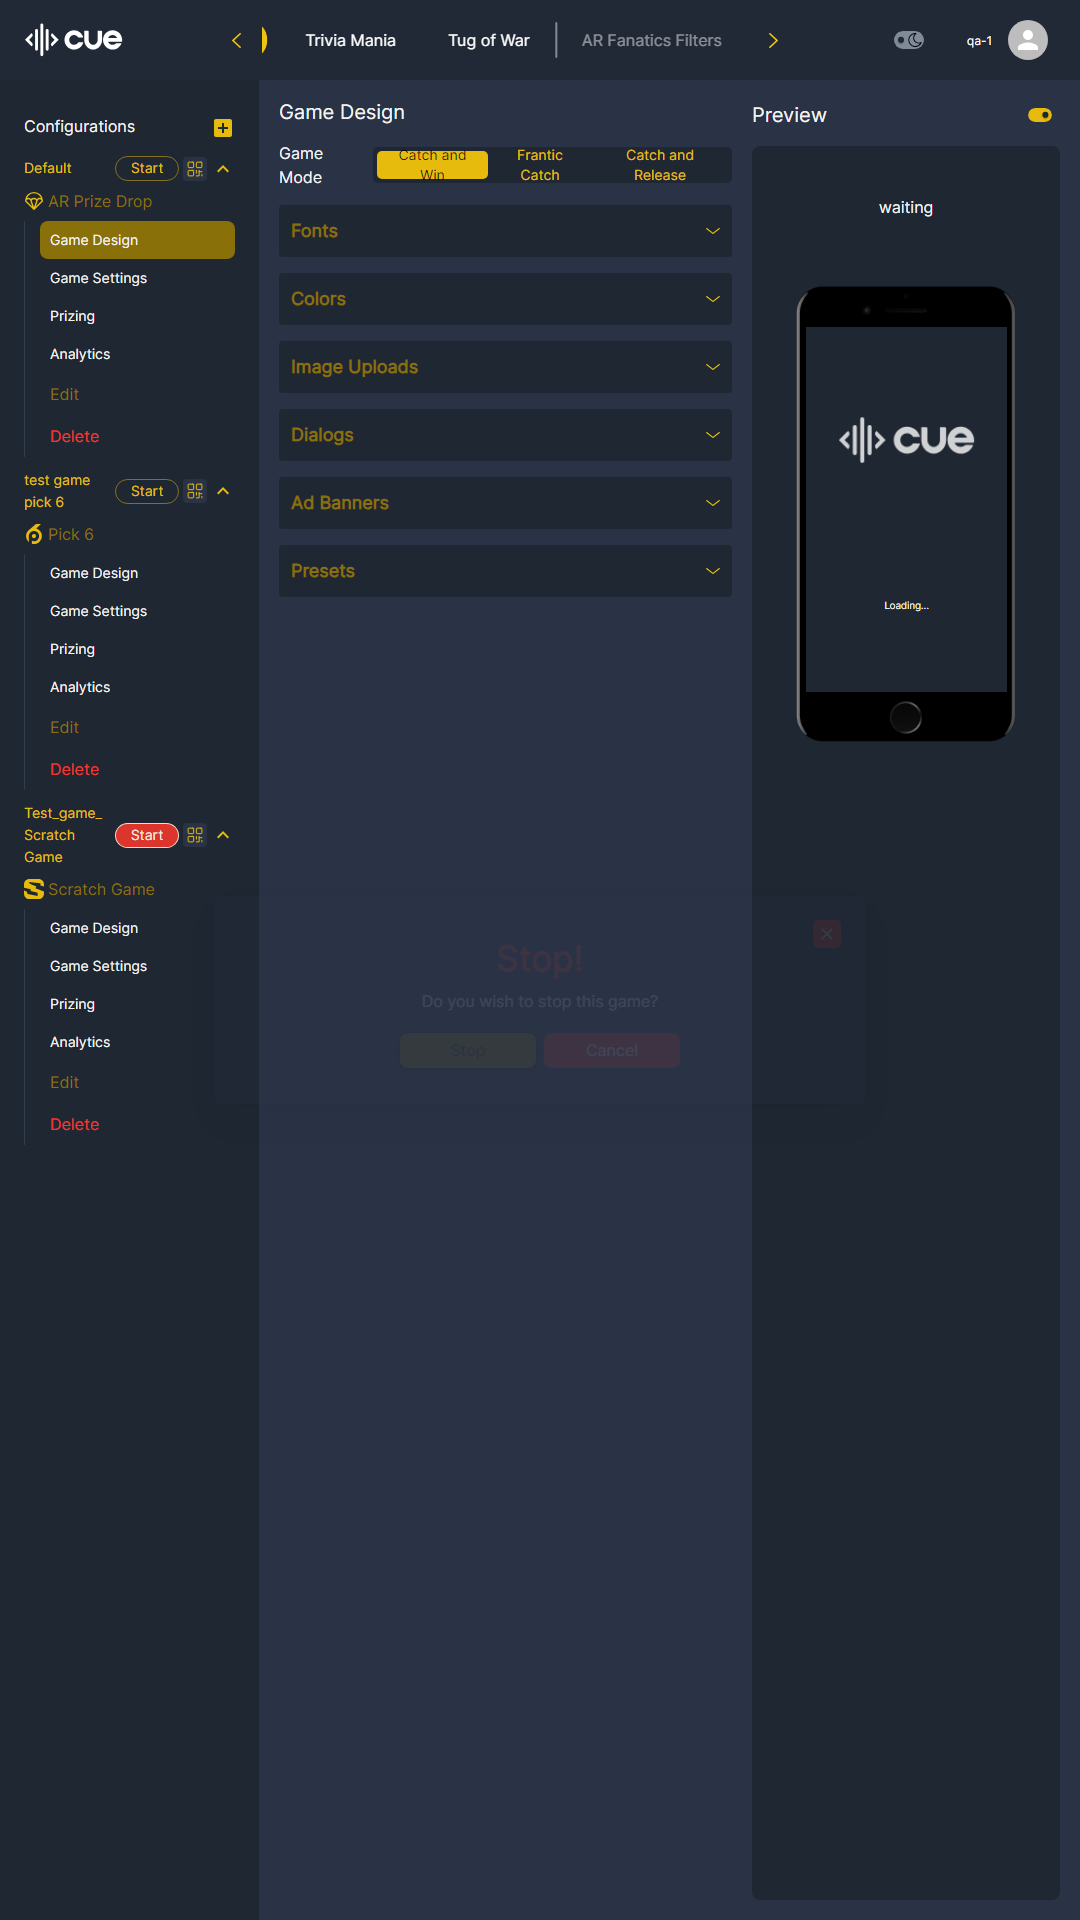 cue
Trivia Mania
Tug of War
AR Fanatics Filters
qa-1
Configurations
Default
Start
AR Prize Drop
Game Design
Game Settings
Prizing
Analytics
Edit
Delete
test game
pick 6
Start
Pick 6
Game Design
Game Settings
Prizing
Analytics
Edit
Delete
Test_game_
Scratch
Game
Start
Scratch Game
Game Design
Game Settings
Prizing
Analytics
Edit
Delete
Game Design
Game
Mode
Catch and
Win
Frantic
Catch
Catch and
Release
Fonts
Colors
Image Uploads
Dialogs
Ad Banners
Presets
Stop!
Do you wish to stop this game?
Stop
Cancel
Preview
waiting
cue
Loading...